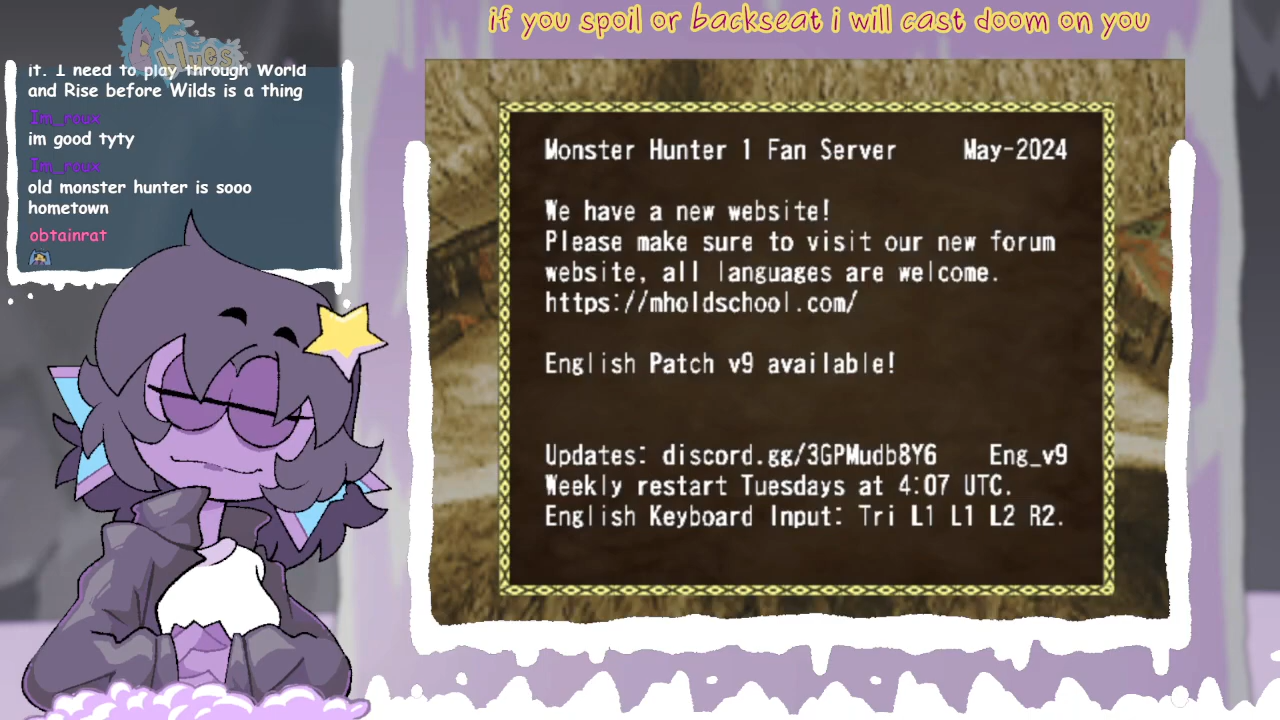 if you spoil or backseat i will cast doom on you
Hues
it. I need to play through World
and Rise before Wilds is a thing
Im_roux
im good tyty
Im_roux
old monster hunter is sooo
hometown
obtainrat
Monster Hunter 1 Fan Server May-2024
We have a new website!
Please make sure to visit our new forum
website, all languages are welcome.
https://mholdschool.com/
English Patch v9 available!
Updates: discord.gg/3GPMudb8Y6 Eng_v9
Weekly restart Tuesdays at 4:07 UTC.
English Keyboard Input: Tri L1 L1 L2 R2.